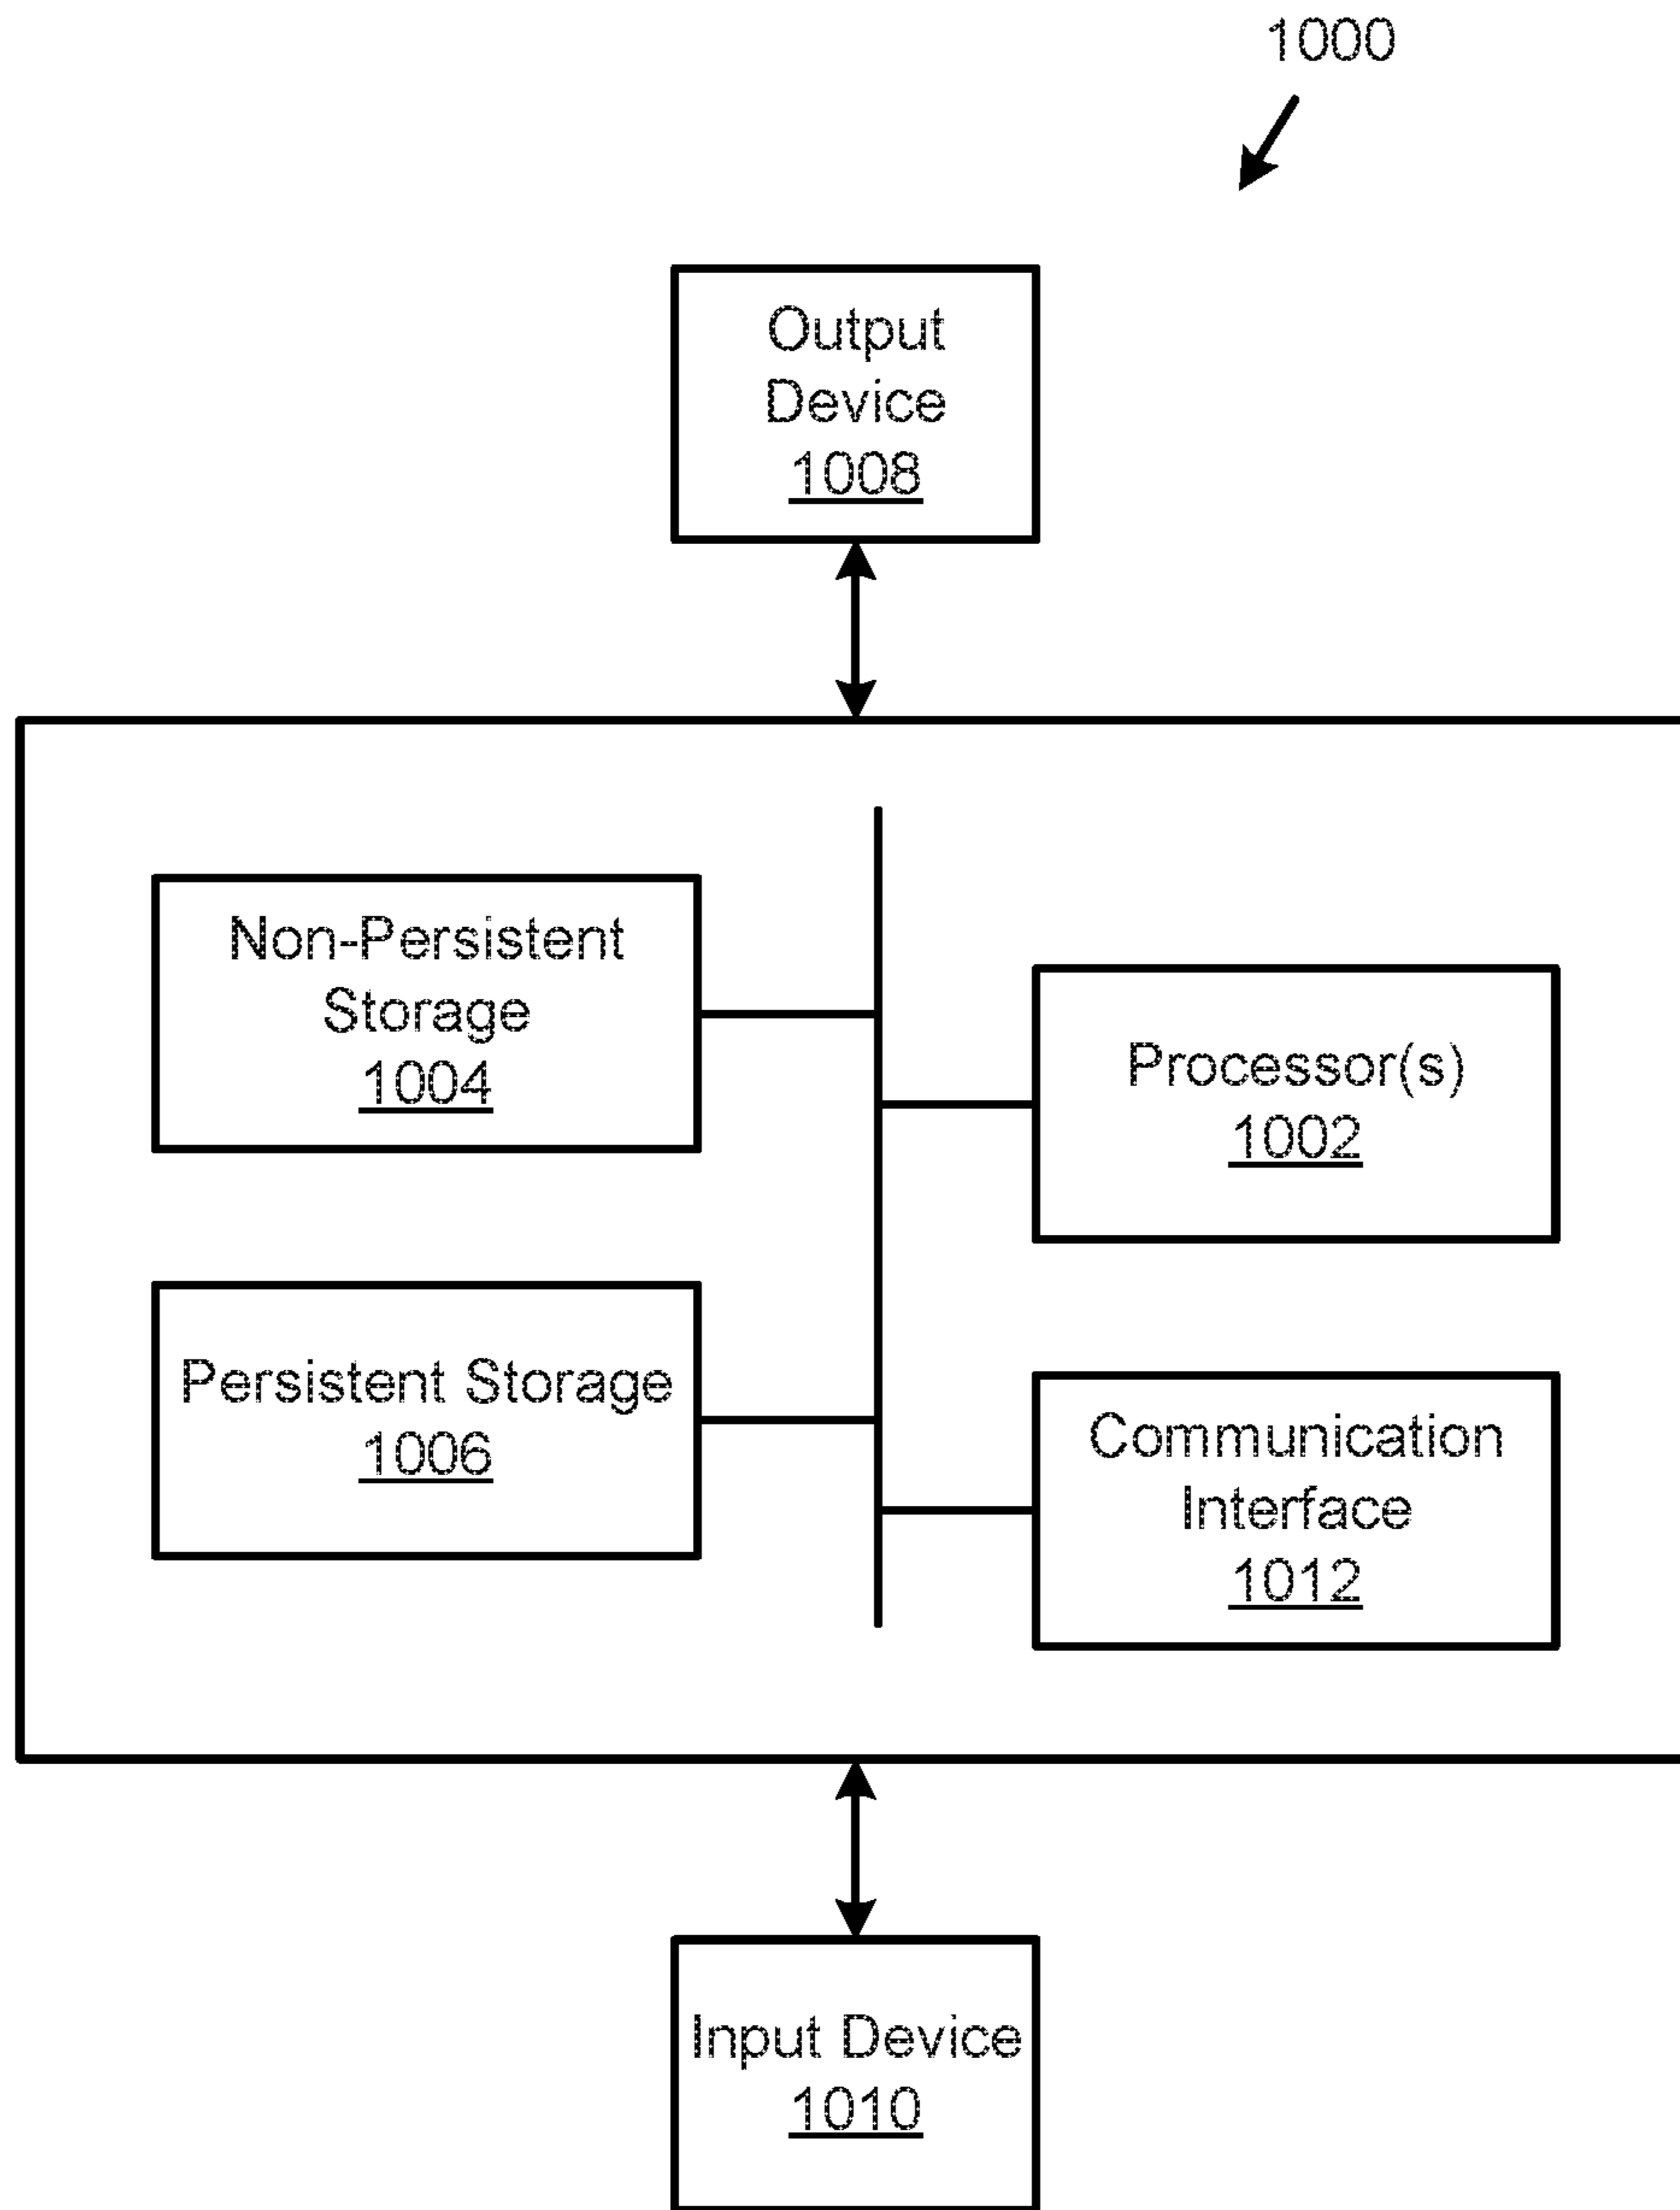 1000
Output
Device
1008
Non-Persistent
Storage
1004
Processor(s)
1002
Persistent Storage
1006
Communication
Interface
1012
Input Device
1010